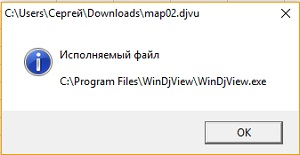 C:\Users\Сергей\Downloads\map02.djvu
Исполняемый файл
C:\Program Files\WinDjView\WinDjView.exe
OK